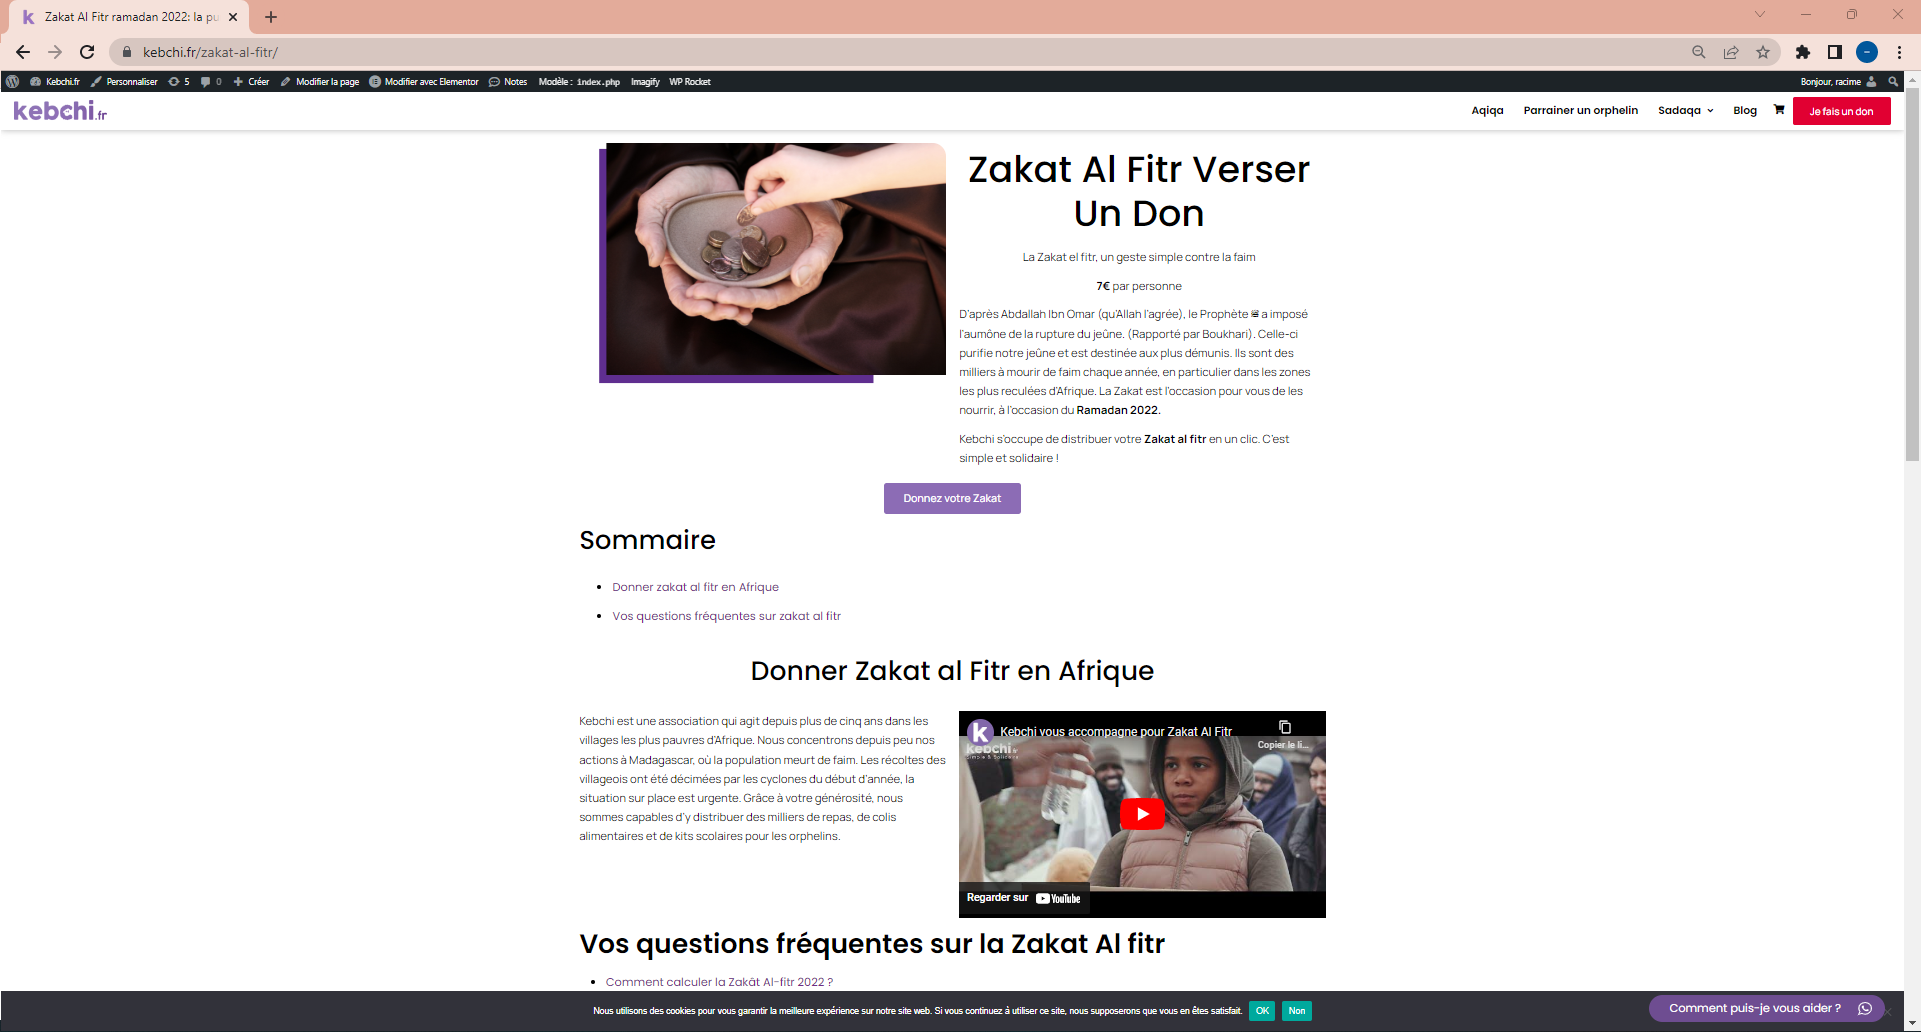 Zakat Al Fitr ramadan 2022: la pu
kebchi.fr/zakat-al-fitr/
Kebchi.fr Personnaliser 5 0 Créer Modifier la page Modifier avec Elementor Notes Modèle : index.php Imagify WP Rocket Bonjour, racime
kebchi.fr Aqiqa Parrainer un orphelin Sadaqa Blog Je fais un don
Zakat Al Fitr Verser
Un Don
La Zakat el fitr, un geste simple contre la faim
7€ par personne
D'après Abdallah Ibn Omar (qu'Allah l'agrée), le Prophète ﷺ a imposé
l'aumône de la rupture du jeûne. (Rapporté par Boukhari). Celle-ci
purifie notre jeûne et est destinée aux plus démunis. Ils sont des
milliers à mourir de faim chaque année, en particulier dans les zones
les plus reculées d'Afrique. La Zakat est l'occasion pour vous de les
nourrir, à l'occasion du Ramadan 2022.
Kebchi s'occupe de distribuer votre Zakat al fitr en un clic. C'est
simple et solidaire !
Donnez votre Zakat
Sommaire
Donner zakat al fitr en Afrique
Vos questions fréquentes sur zakat al fitr
Donner Zakat al Fitr en Afrique
Kebchi est une association qui agit depuis plus de cinq ans dans les
villages les plus pauvres d'Afrique. Nous concentrons depuis peu nos
actions à Madagascar, où la population meurt de faim. Les récoltes des
villageois ont été décimées par les cyclones du début d'année, la
situation sur place est urgente. Grâce à votre générosité, nous
sommes capables d'y distribuer des milliers de repas, de colis
alimentaires et de kits scolaires pour les orphelins.
Kebchi vous accompagne pour Zakat Al Fitr
Copier le li...
kebchi.fr
Simple & Solidaire
Regarder sur YouTube
Vos questions fréquentes sur la Zakat Al fitr
Comment calculer la Zakât Al-fitr 2022 ?
Nous utilisons des cookies pour vous garantir la meilleure expérience sur notre site web. Si vous continuez à utiliser ce site, nous supposerons que vous en êtes satisfait. OK Non
Comment puis-je vous aider ?